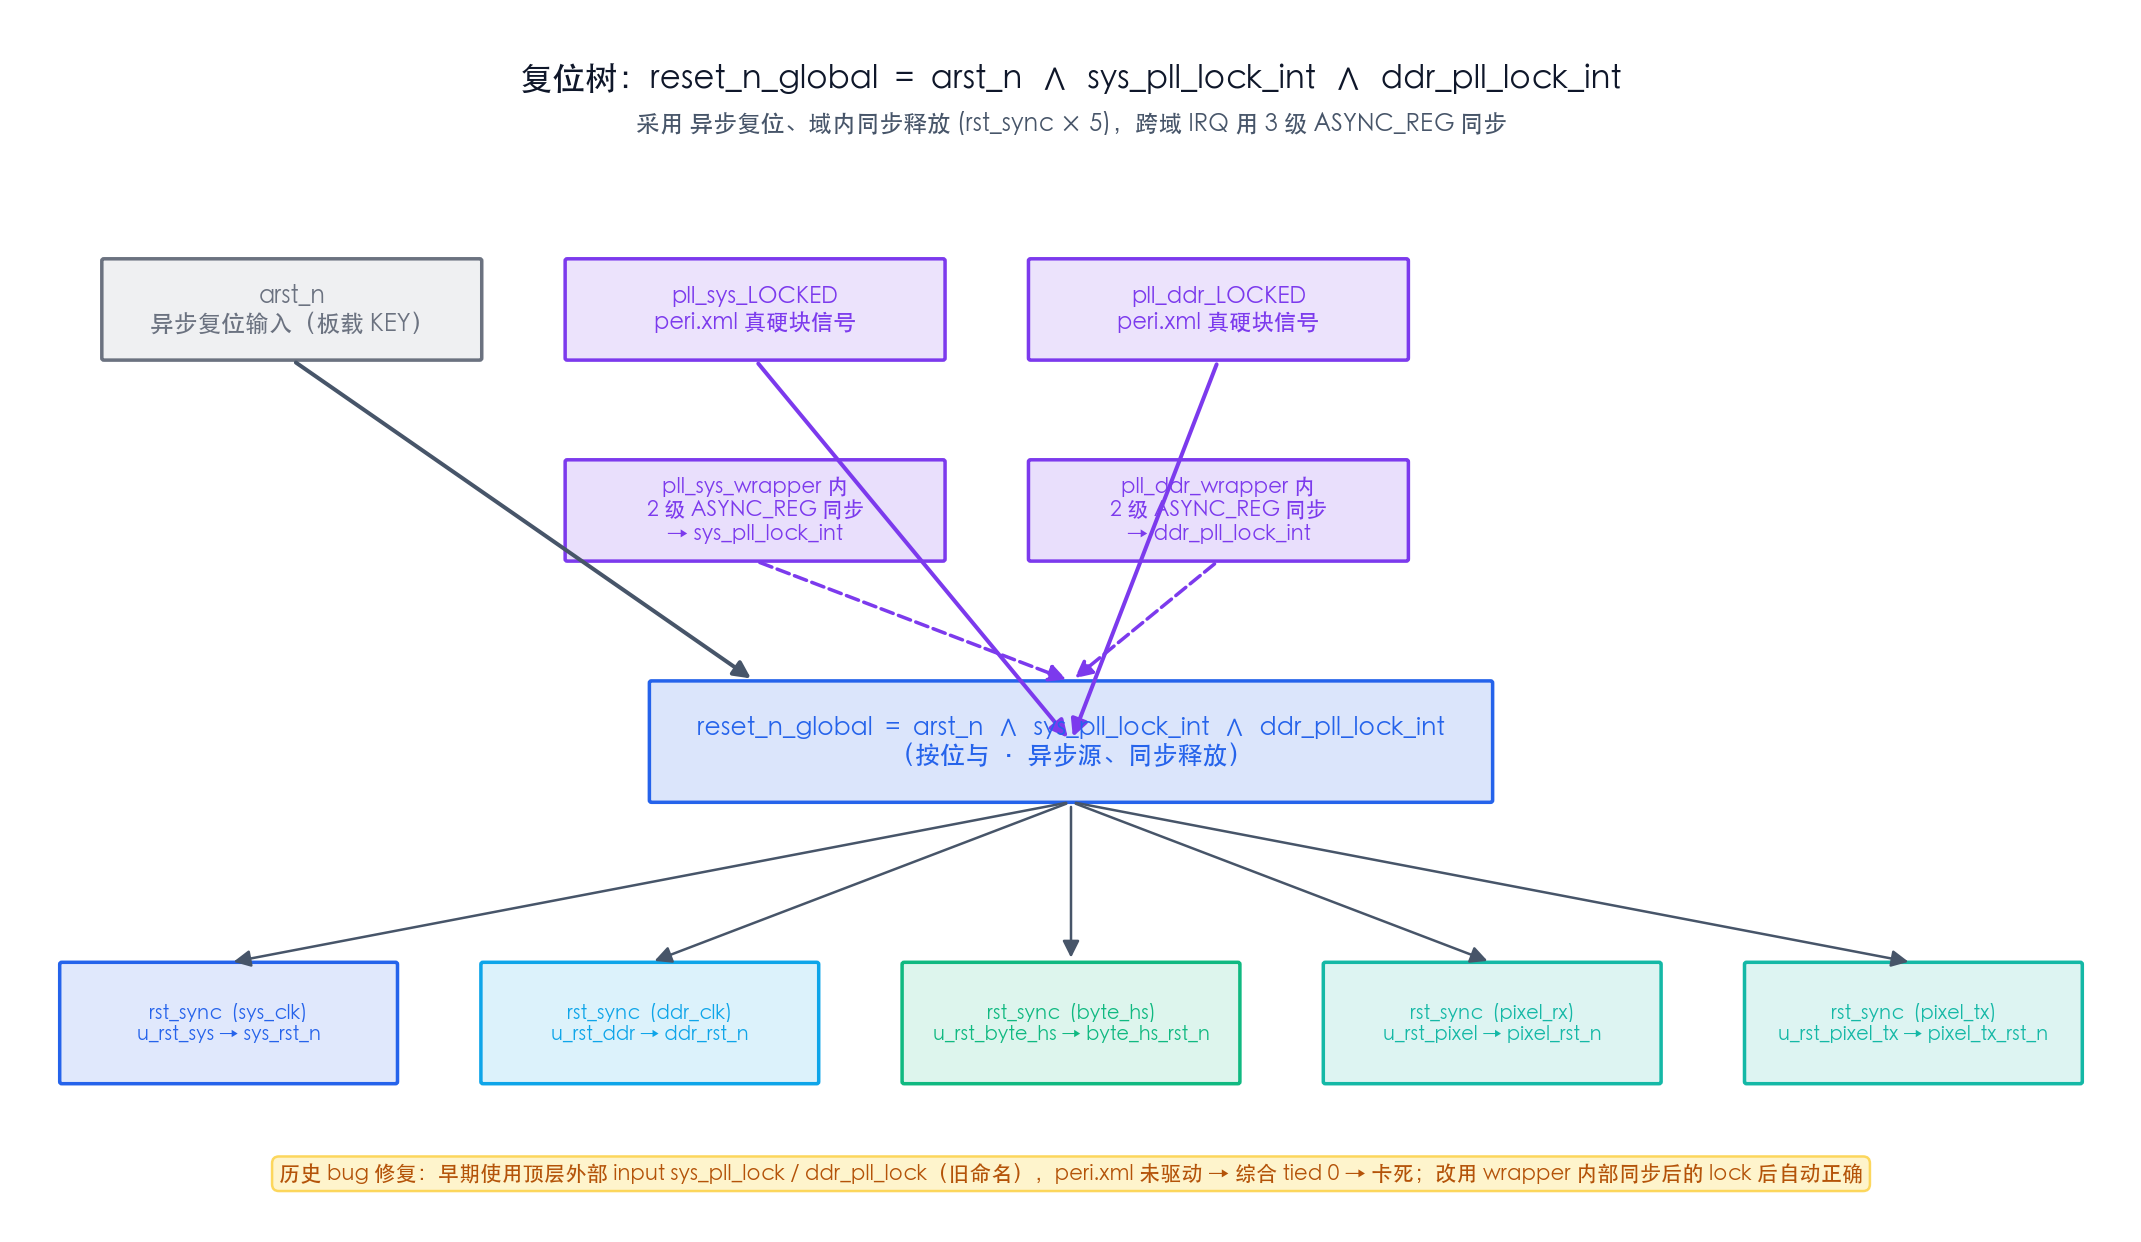 复位树：reset_n_global = arst_n ∧ sys_pll_lock_int ∧ ddr_pll_lock_int
采用 异步复位、域内同步释放 (rst_sync × 5)，跨域 IRQ 用 3 级 ASYNC_REG 同步
arst_n
异步复位输入（板载 KEY）
pll_sys_LOCKED
peri.xml 真硬块信号
pll_ddr_LOCKED
peri.xml 真硬块信号
pll_sys_wrapper 内
2 级 ASYNC_REG 同步
→ sys_pll_lock_int
pll_ddr_wrapper 内
2 级 ASYNC_REG 同步
→ ddr_pll_lock_int
reset_n_global = arst_n ∧ sys_pll_lock_int ∧ ddr_pll_lock_int
（按位与 · 异步源、同步释放）
rst_sync (sys_clk)
u_rst_sys → sys_rst_n
rst_sync (ddr_clk)
u_rst_ddr → ddr_rst_n
rst_sync (byte_hs)
u_rst_byte_hs → byte_hs_rst_n
rst_sync (pixel_rx)
u_rst_pixel → pixel_rst_n
rst_sync (pixel_tx)
u_rst_pixel_tx → pixel_tx_rst_n
历史 bug 修复：早期使用顶层外部 input sys_pll_lock / ddr_pll_lock（旧命名），peri.xml 未驱动 → 综合 tied 0 → 卡死；改用 wrapper 内部同步后的 lock 后自动正确